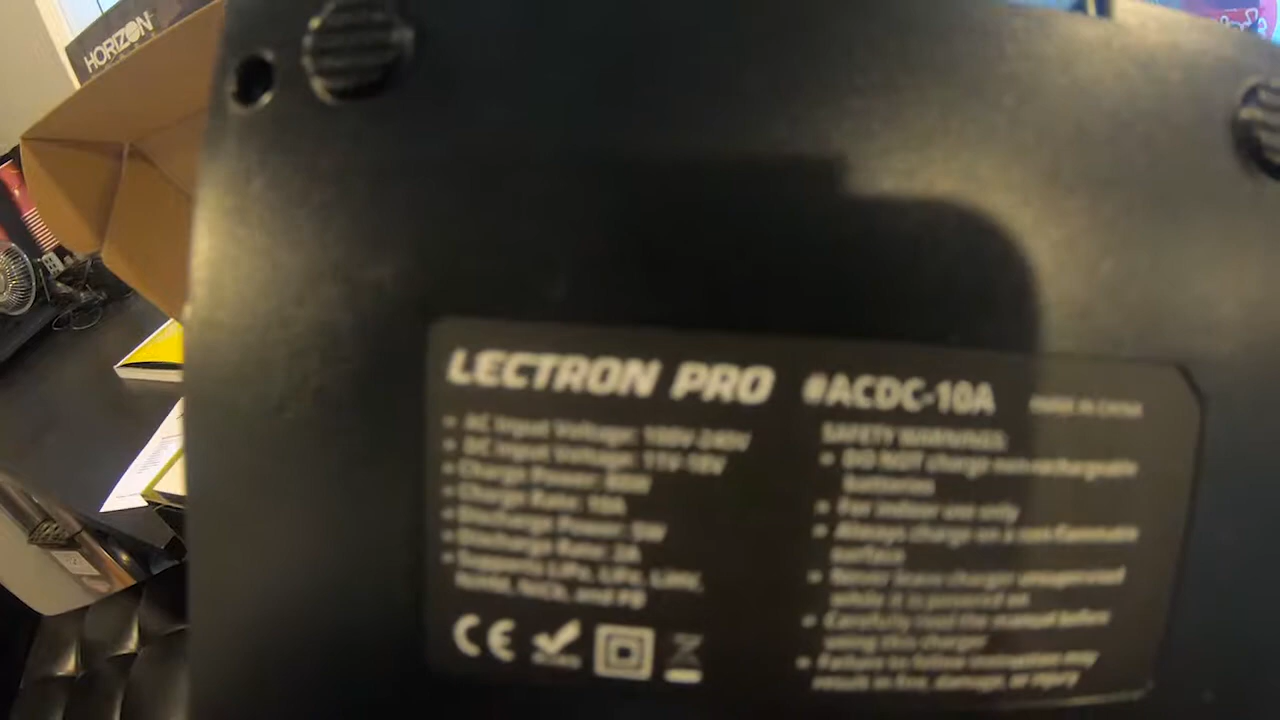 HORIZON
LECTRON PRO #ACDC-10A MADE IN CHINA
• AC Input Voltage: 100V-240V
• DC Input Voltage: 11V-18V
• Charge Power: 80W
• Charge Rate: 10A
• Discharge Power: 5W
• Discharge Rate: 2A
• Supports LiPo, LiFe, LiHV,
NiMH, NiCd, and PB
CE
SAFETY WARNINGS:
• DO NOT charge non-rechargeable
batteries
• For indoor use only
• Always charge on a non-flammable
surface
• Never leave charger unsupervised
while it is powered on
• Carefully read the manual before
using this charger
• Failure to follow instruction may
result in fire, damage, or injury